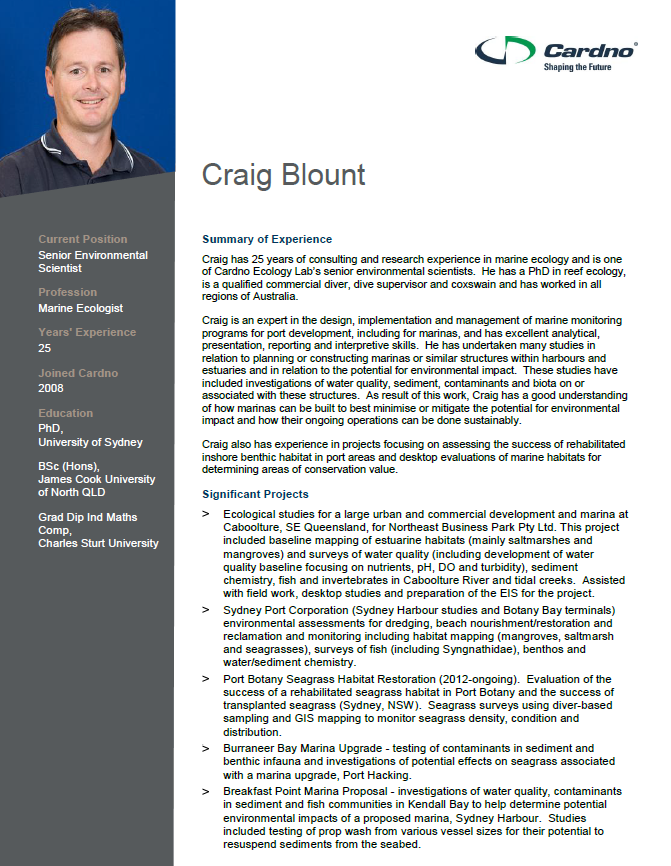 Cardno®
Shaping the Future
Craig Blount
Current Position
Senior Environmental
Scientist
Profession
Marine Ecologist
Years' Experience
25
Joined Cardno
2008
Education
PhD,
University of Sydney
BSc (Hons),
James Cook University
of North QLD
Grad Dip Ind Maths
Comp,
Charles Sturt University
Summary of Experience
Craig has 25 years of consulting and research experience in marine ecology and is one
of Cardno Ecology Lab's senior environmental scientists. He has a PhD in reef ecology,
is a qualified commercial diver, dive supervisor and coxswain and has worked in all
regions of Australia.
Craig is an expert in the design, implementation and management of marine monitoring
programs for port development, including for marinas, and has excellent analytical,
presentation, reporting and interpretive skills. He has undertaken many studies in
relation to planning or constructing marinas or similar structures within harbours and
estuaries and in relation to the potential for environmental impact. These studies have
included investigations of water quality, sediment, contaminants and biota on or
associated with these structures. As result of this work, Craig has a good understanding
of how marinas can be built to best minimise or mitigate the potential for environmental
impact and how their ongoing operations can be done sustainably.
Craig also has experience in projects focusing on assessing the success of rehabilitated
inshore benthic habitat in port areas and desktop evaluations of marine habitats for
determining areas of conservation value.
Significant Projects
> Ecological studies for a large urban and commercial development and marina at
Caboolture, SE Queensland, for Northeast Business Park Pty Ltd. This project
included baseline mapping of estuarine habitats (mainly saltmarshes and
mangroves) and surveys of water quality (including development of water
quality baseline focusing on nutrients, pH, DO and turbidity), sediment
chemistry, fish and invertebrates in Caboolture River and tidal creeks. Assisted
with field work, desktop studies and preparation of the EIS for the project.
> Sydney Port Corporation (Sydney Harbour studies and Botany Bay terminals)
environmental assessments for dredging, beach nourishment/restoration and
reclamation and monitoring including habitat mapping (mangroves, saltmarsh
and seagrasses), surveys of fish (including Syngnathidae), benthos and
water/sediment chemistry.
> Port Botany Seagrass Habitat Restoration (2012-ongoing). Evaluation of the
success of a rehabilitated seagrass habitat in Port Botany and the success of
transplanted seagrass (Sydney, NSW). Seagrass surveys using diver-based
sampling and GIS mapping to monitor seagrass density, condition and
distribution.
> Burraneer Bay Marina Upgrade - testing of contaminants in sediment and
benthic infauna and investigations of potential effects on seagrass associated
with a marina upgrade, Port Hacking.
> Breakfast Point Marina Proposal - investigations of water quality, contaminants
in sediment and fish communities in Kendall Bay to help determine potential
environmental impacts of a proposed marina, Sydney Harbour. Studies
included testing of prop wash from various vessel sizes for their potential to
resuspend sediments from the seabed.